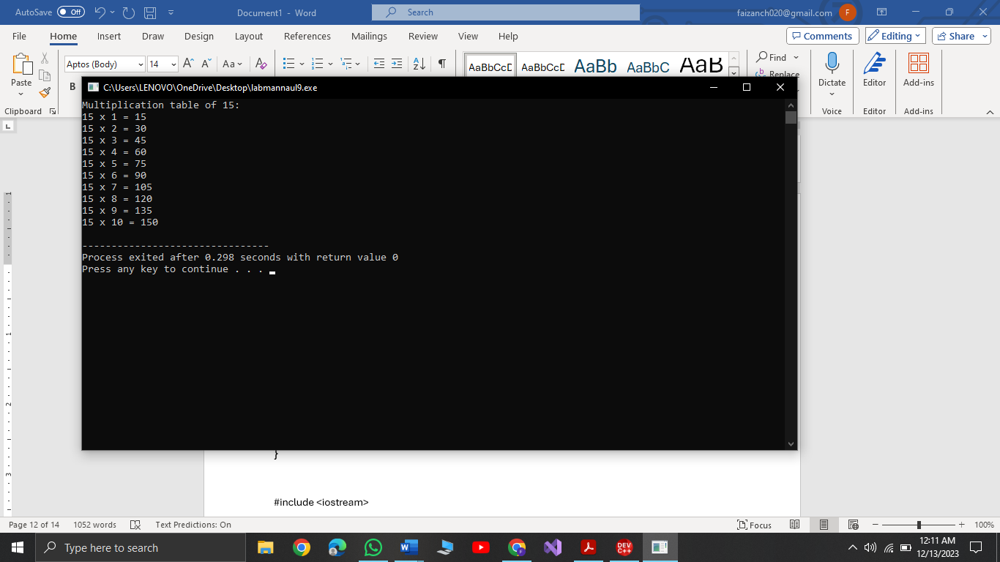 AutoSave Off Document1 - Word Search faizanch020@gmail.com F
File Home Insert Draw Design Layout References Mailings Review View Help Comments Editing Share
Paste Aptos (Body) 14 Aa AaBbCcD AaBbCcD AaBb AaBbC AaB Find Replace Dictate Editor Add-ins
B
Clipboard Voice Editor Add-ins
C:\Users\LENOVO\OneDrive\Desktop\labmannaul9.exe
Multiplication table of 15:
15 x 1 = 15
15 x 2 = 30
15 x 3 = 45
15 x 4 = 60
15 x 5 = 75
15 x 6 = 90
15 x 7 = 105
15 x 8 = 120
15 x 9 = 135
15 x 10 = 150
--------------------------------
Process exited after 0.298 seconds with return value 0
Press any key to continue . . .
}
#include <iostream>
Page 12 of 14 1052 words Text Predictions: On Focus 100%
Type here to search DEV C++ 12:11 AM
12/13/2023